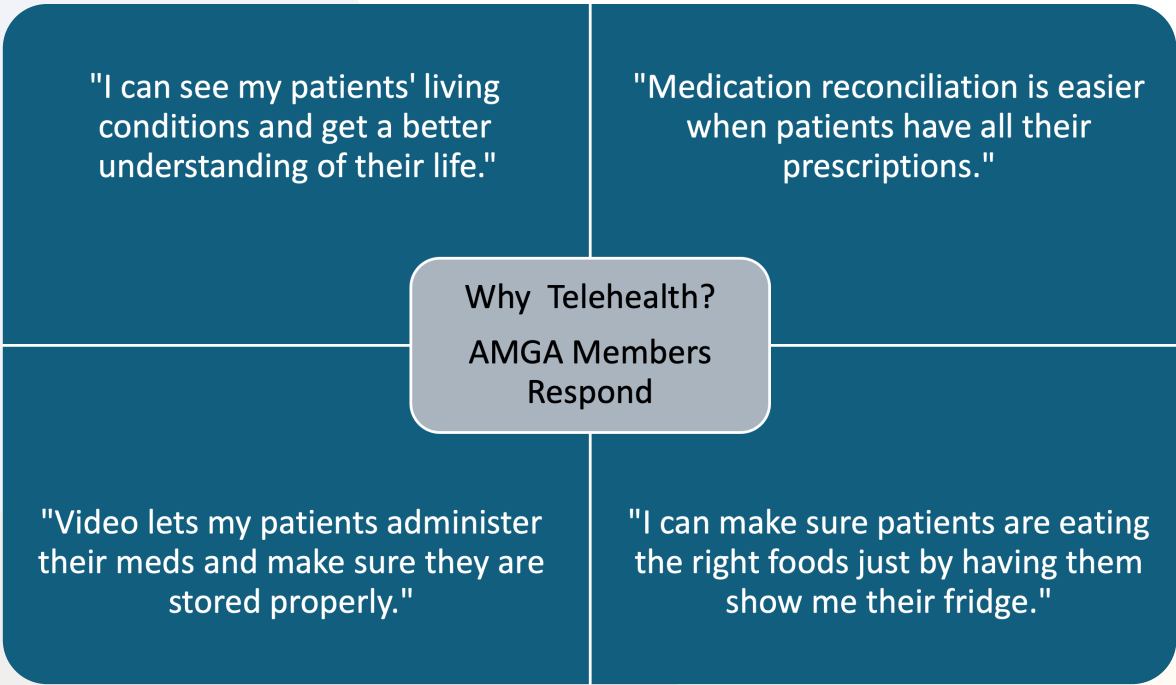 "I can see my patients' living
conditions and get a better
understanding of their life."
"Medication reconciliation is easier
when patients have all their
prescriptions."
Why  Telehealth?
AMGA Members
Respond
"Video lets my patients administer
their meds and make sure they are
stored properly."
"I can make sure patients are eating
the right foods just by having them
show me their fridge."